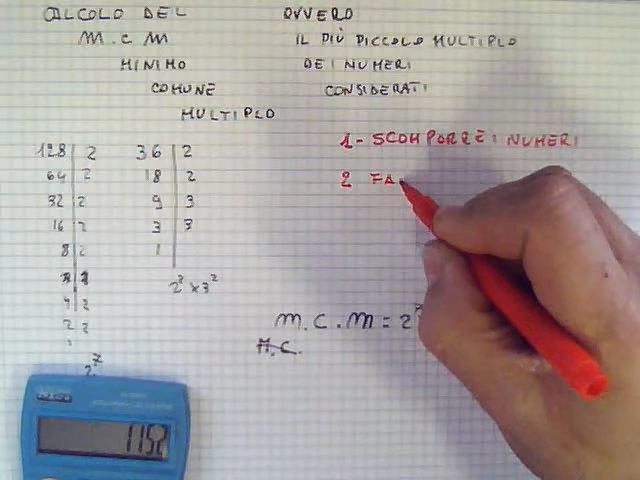 CALCOLO DEL
m.c m
MINIMO
COMUNE
MULTIPLO
OVVERO
IL PIÙ PICCOLO MULTIPLO
DEI NUMERI
CONSIDERATI
128 2
64 2
32 2
16 2
8 2
4 2
2 2
2⁷
36 2
18 2
9 3
3 3
1
2² x 3²
1 - SCOMPORRE I NUMERI
2 FA
m.c.m = 2
M.C.
1152